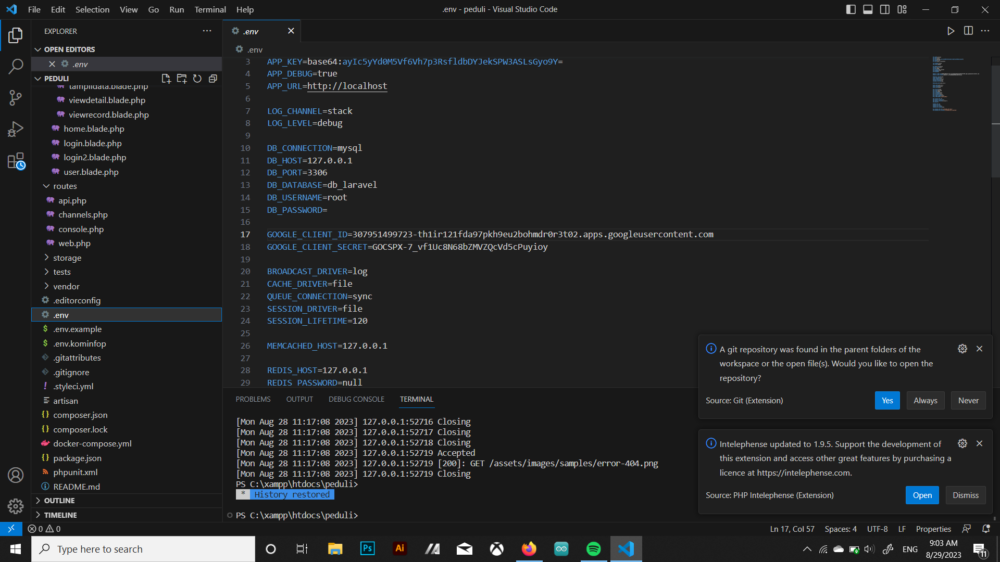 File Edit Selection View Go Run Terminal Help
.env - peduli - Visual Studio Code
EXPLORER
OPEN EDITORS
.env
PEDULI
tampildata.blade.php
viewdetail.blade.php
viewrecord.blade.php
home.blade.php
login.blade.php
login2.blade.php
user.blade.php
routes
api.php
channels.php
console.php
web.php
storage
tests
vendor
.editorconfig
.env
.env.example
.env.kominfop
.gitattributes
.gitignore
.styleci.yml
artisan
composer.json
composer.lock
docker-compose.yml
package.json
phpunit.xml
README.md
OUTLINE
TIMELINE
.env
.env
3 APP_KEY=base64:ayIc5yYd0M5Vf6Vh7p3RsfldbDYJekSPW3ASLsGyo9Y=
4 APP_DEBUG=true
5 APP_URL=http://localhost
6
7 LOG_CHANNEL=stack
8 LOG_LEVEL=debug
9
10 DB_CONNECTION=mysql
11 DB_HOST=127.0.0.1
12 DB_PORT=3306
13 DB_DATABASE=db_laravel
14 DB_USERNAME=root
15 DB_PASSWORD=
16
17 GOOGLE_CLIENT_ID=307951499723-th1ir121fda97pkh9eu2bohmdr0r3t02.apps.googleusercontent.com
18 GOOGLE_CLIENT_SECRET=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
19
20 BROADCAST_DRIVER=log
21 CACHE_DRIVER=file
22 QUEUE_CONNECTION=sync
23 SESSION_DRIVER=file
24 SESSION_LIFETIME=120
25
26 MEMCACHED_HOST=127.0.0.1
27
28 REDIS_HOST=127.0.0.1
29 REDIS_PASSWORD=null
PROBLEMS OUTPUT DEBUG CONSOLE TERMINAL
[Mon Aug 28 11:17:08 2023] 127.0.0.1:52716 Closing
[Mon Aug 28 11:17:08 2023] 127.0.0.1:52717 Closing
[Mon Aug 28 11:17:08 2023] 127.0.0.1:52718 Closing
[Mon Aug 28 11:17:08 2023] 127.0.0.1:52719 Accepted
[Mon Aug 28 11:17:08 2023] 127.0.0.1:52719 [200]: GET /assets/images/samples/error-404.png
[Mon Aug 28 11:17:08 2023] 127.0.0.1:52719 Closing
PS C:\xampp\htdocs\peduli>
* History restored
PS C:\xampp\htdocs\peduli>
A git repository was found in the parent folders of the
workspace or the open file(s). Would you like to open the
repository?
Source: Git (Extension)
Yes Always Never
Intelephense updated to 1.9.5. Support the development of
this extension and access other great features by purchasing a
licence at https://intelephense.com.
Source: PHP Intelephense (Extension)
Open Dismiss
0 0
Ln 17, Col 57 Spaces: 4 UTF-8 LF Properties
Type here to search
Ps
Ai
ENG
9:03 AM
8/29/2023
11